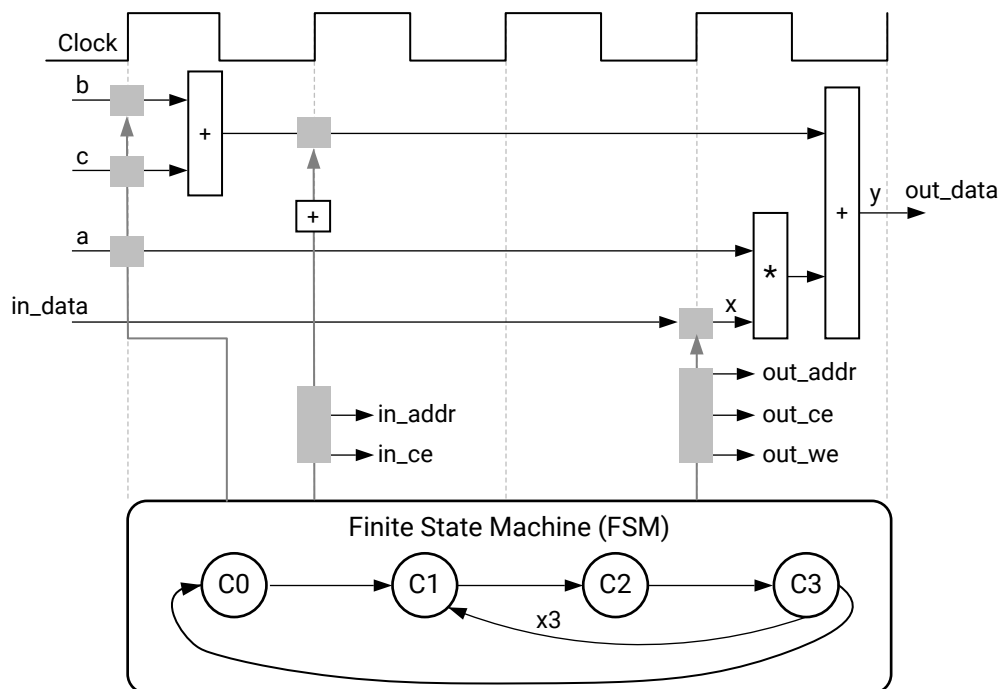 Clock
b
+
c
+
a
+
y
out_data
*
in_data
x
out_addr
in_addr
out_ce
in_ce
out_we
Finite State Machine (FSM)
C0
C1
C2
C3
x3